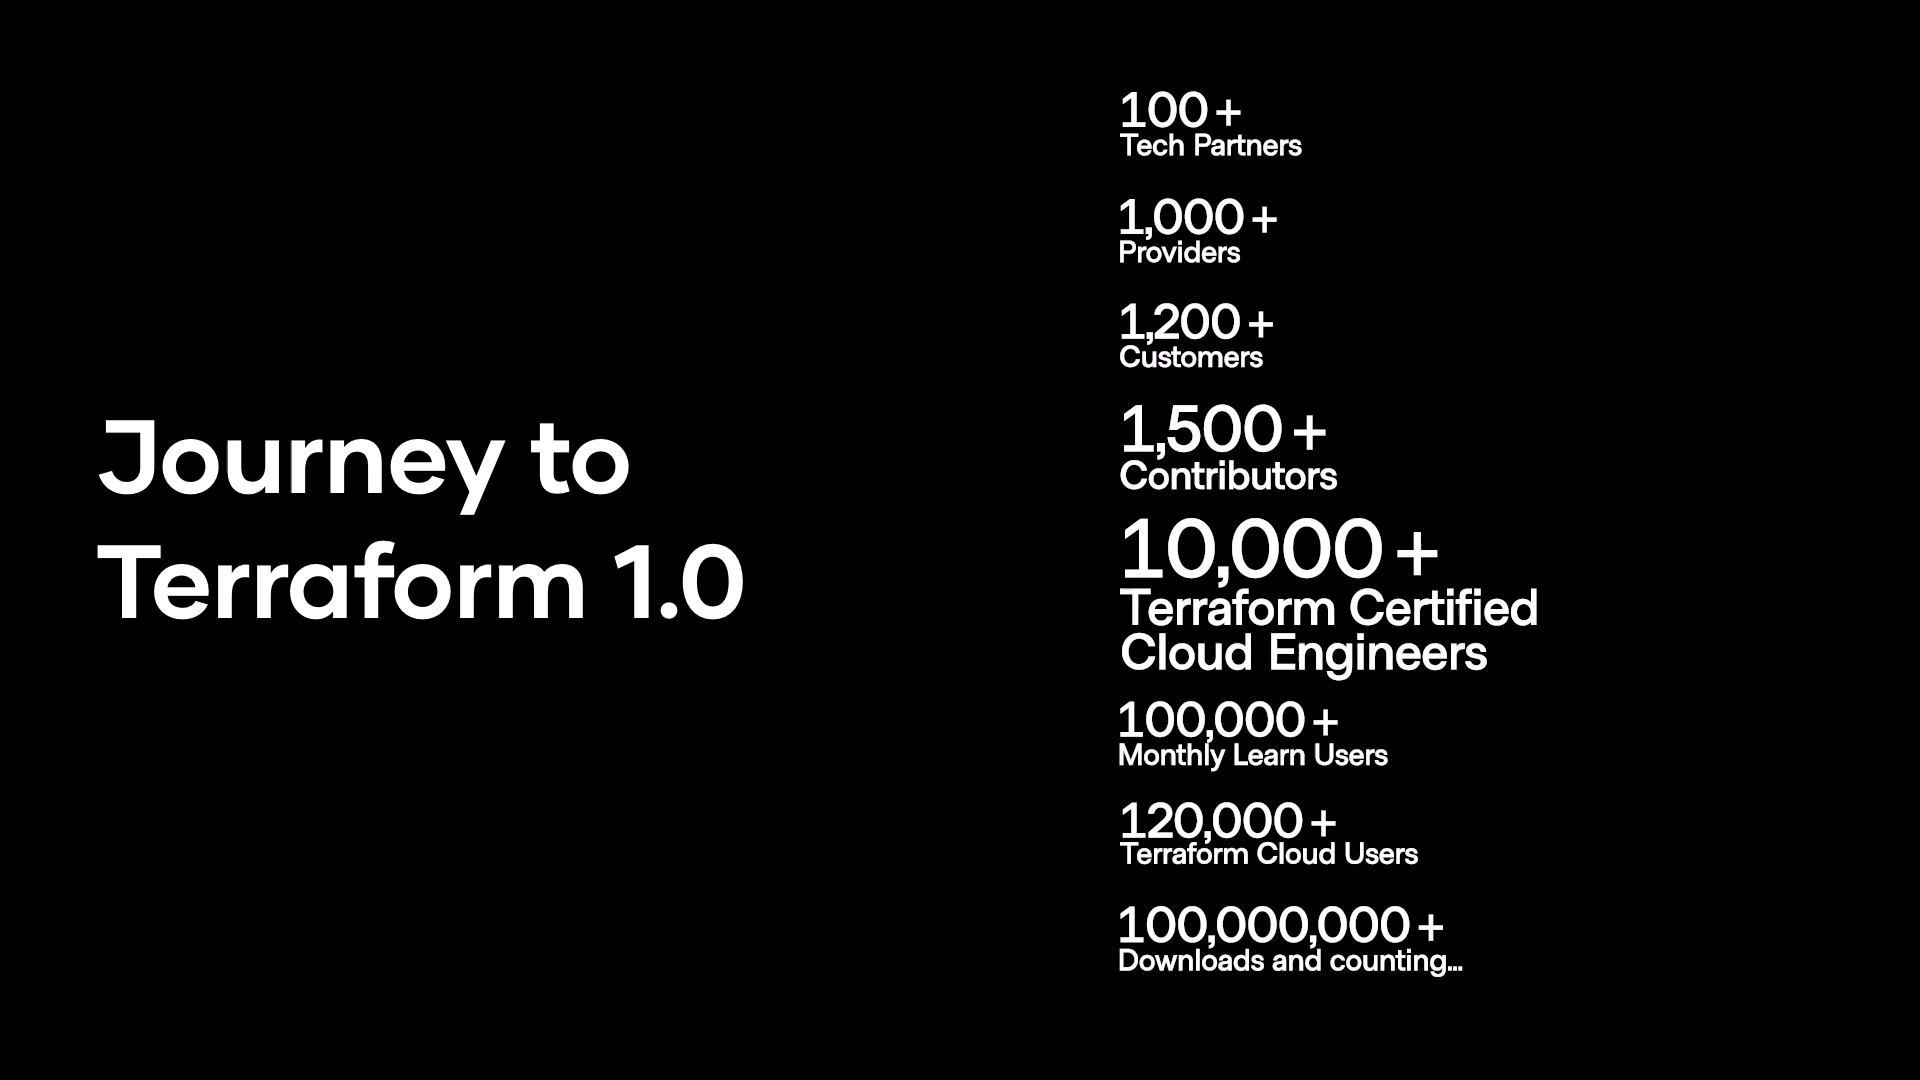 Journey to
Terraform 1.0
100+
Tech Partners
1,000+
Providers
1,200+
Customers
1,500+
Contributors
10,000+
Terraform Certified
Cloud Engineers
100,000+
Monthly Learn Users
120,000+
Terraform Cloud Users
100,000,000+
Downloads and counting...